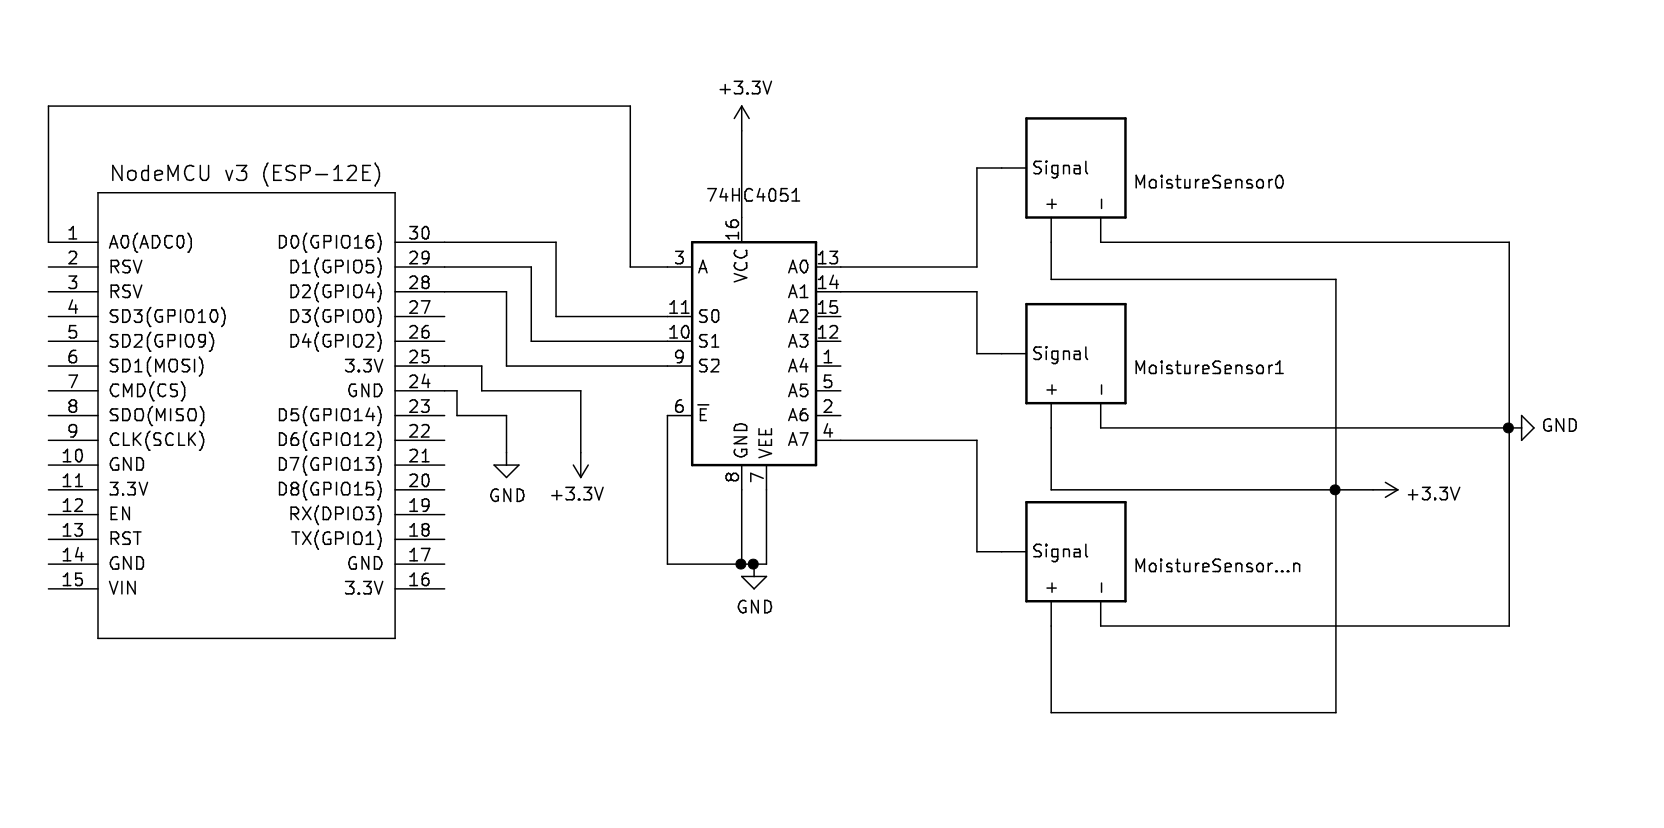 +3.3V
NodeMCU v3 (ESP-12E)
74HC4051
1 A0(ADC0) D0(GPIO16) 30
2 RSV D1(GPIO5) 29
3 RSV D2(GPIO4) 28
4 SD3(GPIO10) D3(GPIO0) 27
5 SD2(GPIO9) D4(GPIO2) 26
6 SD1(MOSI) 3.3V 25
7 CMD(CS) GND 24
8 SDO(MISO) D5(GPIO14) 23
9 CLK(SCLK) D6(GPIO12) 22
10 GND D7(GPIO13) 21
11 3.3V D8(GPIO15) 20
12 EN RX(DPIO3) 19
13 RST TX(GPIO1) 18
14 GND GND 17
15 VIN 3.3V 16
GND
+3.3V
16
VCC
3 A A0 13
A1 14
11 S0 A2 15
10 S1 A3 12
9 S2 A4 1
A5 5
6 E̅ A6 2
A7 4
GND VEE
8 7
GND
Signal
+ −
MoistureSensor0
Signal
+ −
MoistureSensor1
GND
+3.3V
Signal
+ −
MoistureSensor...n